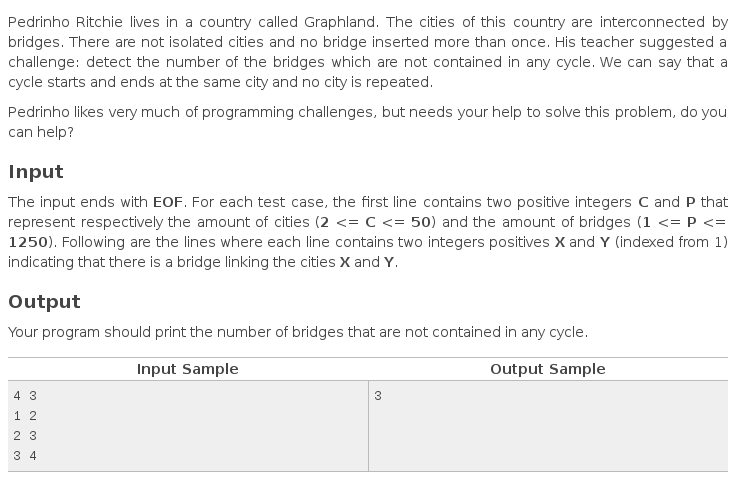 Pedrinho Ritchie lives in a country called Graphland. The cities of this country are interconnected by
bridges. There are not isolated cities and no bridge inserted more than once. His teacher suggested a
challenge: detect the number of the bridges which are not contained in any cycle. We can say that a
cycle starts and ends at the same city and no city is repeated.
Pedrinho likes very much of programming challenges, but needs your help to solve this problem, do you
can help?
Input
The input ends with EOF. For each test case, the first line contains two positive integers C and P that
represent respectively the amount of cities (2 <= C <= 50) and the amount of bridges (1 <= P <=
1250). Following are the lines where each line contains two integers positives X and Y (indexed from 1)
indicating that there is a bridge linking the cities X and Y.
Output
Your program should print the number of bridges that are not contained in any cycle.
Input Sample Output Sample
4 3 3
1 2
2 3
3 4